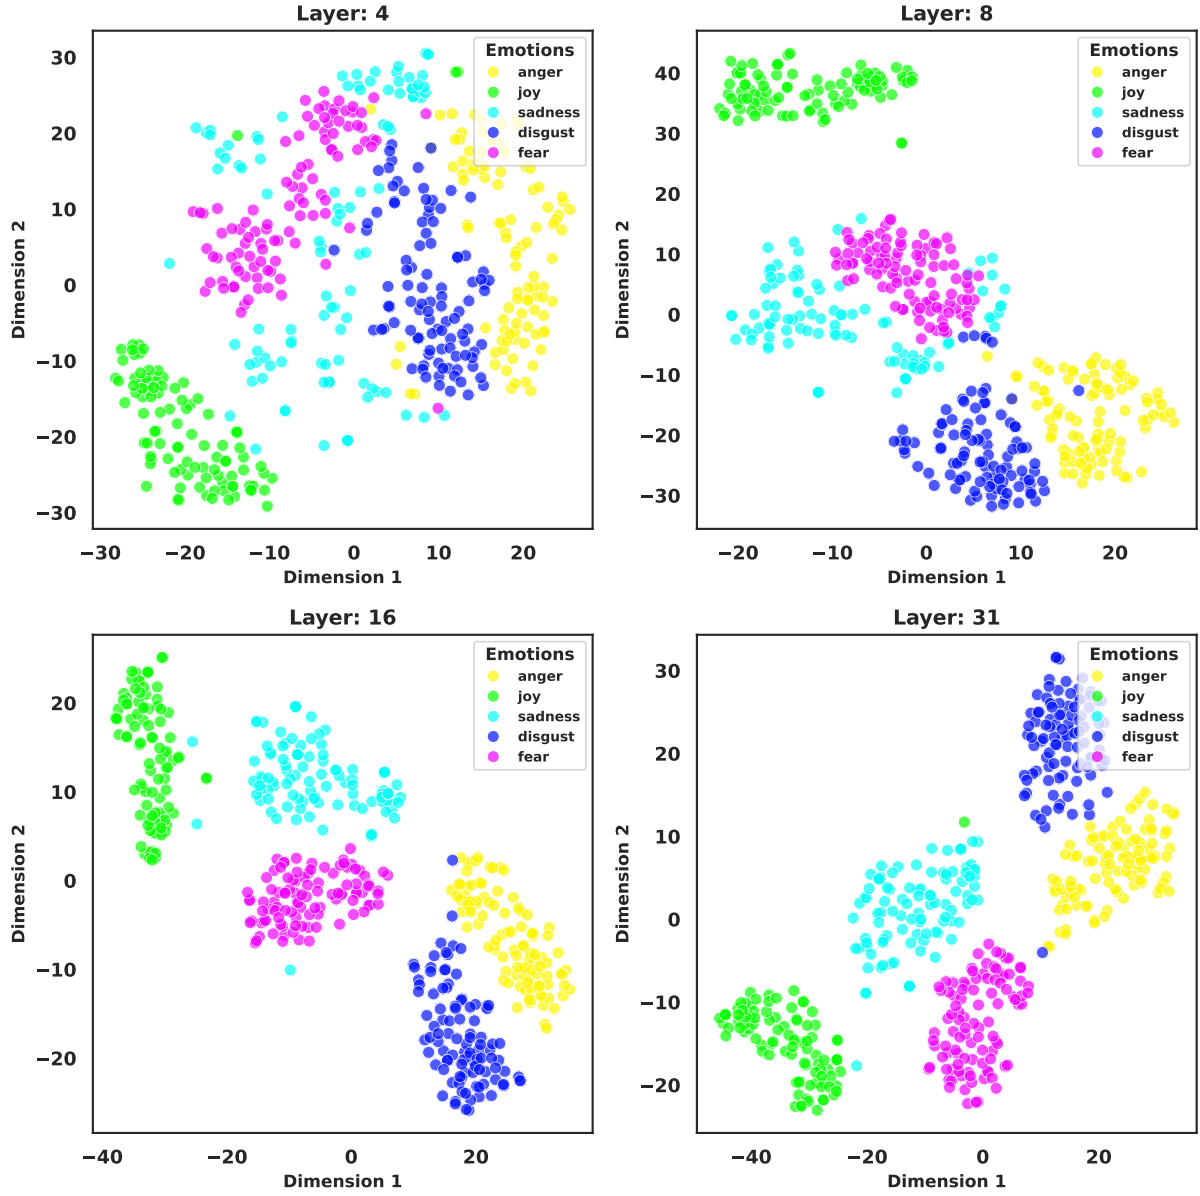 Layer: 4
Emotions
anger
joy
sadness
disgust
fear
30
20
10
0
−10
−20
−30
Dimension 2
−30 −20 −10 0 10 20
Dimension 1
Layer: 8
Emotions
anger
joy
sadness
disgust
fear
40
30
20
10
0
−10
−20
−30
Dimension 2
−20 −10 0 10 20
Dimension 1
Layer: 16
Emotions
anger
joy
sadness
disgust
fear
20
10
0
−10
−20
Dimension 2
−40 −20 0 20
Dimension 1
Layer: 31
Emotions
anger
joy
sadness
disgust
fear
30
20
10
0
−10
−20
Dimension 2
−40 −20 0 20
Dimension 1